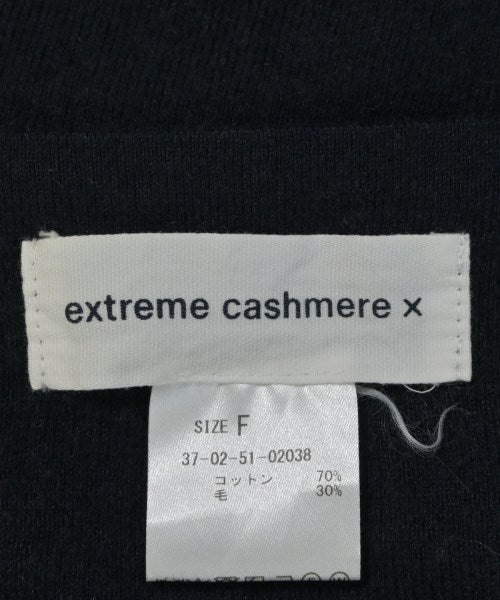 extreme cashmere x
SIZE F
37-02-51-02038
コットン 70%
毛 30%